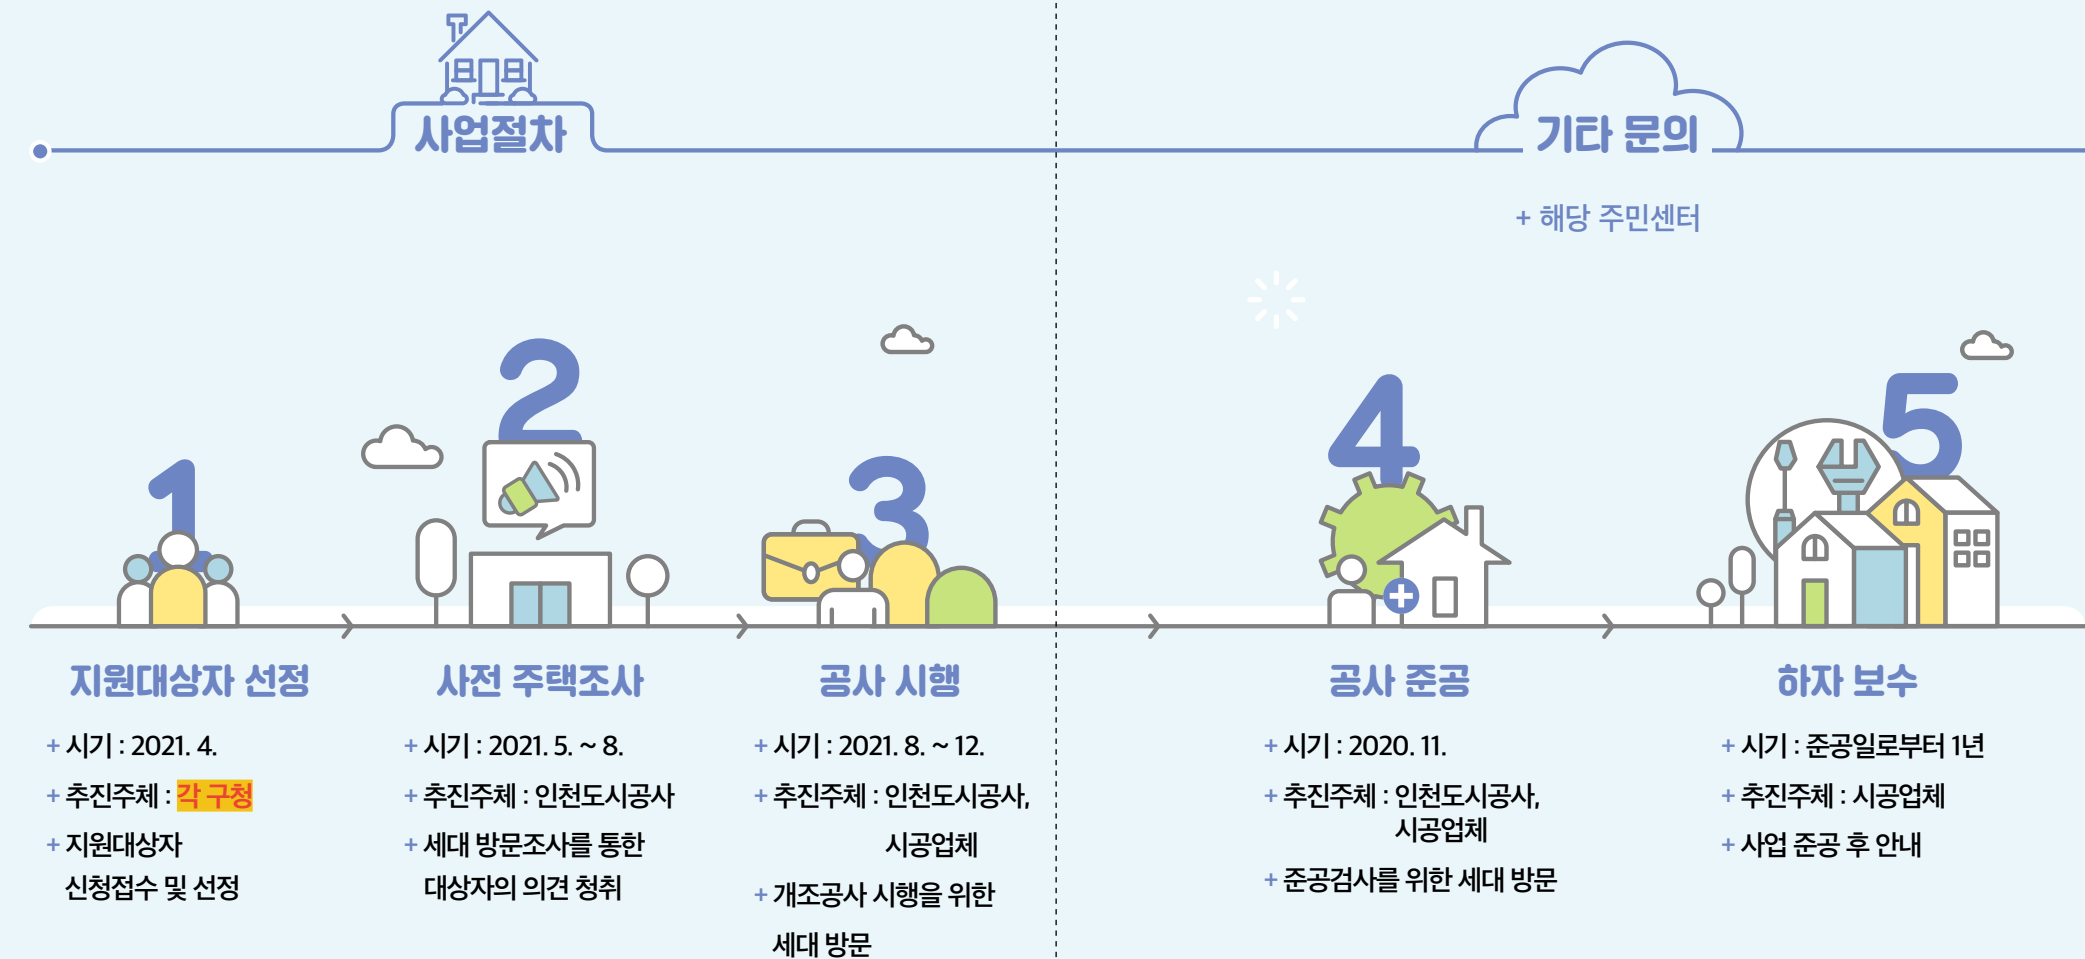 사업절차
기타 문의
+ 해당 주민센터
1
2
3
4
5
지원대상자 선정
+ 시기 : 2021. 4.
+ 추진주체 : 각 구청
+ 지원대상자
신청접수 및 선정
사전 주택조사
+ 시기 : 2021. 5. ~ 8.
+ 추진주체 : 인천도시공사
+ 세대 방문조사를 통한
대상자의 의견 청취
공사 시행
+ 시기 : 2021. 8. ~ 12.
+ 추진주체 : 인천도시공사,
시공업체
+ 개조공사 시행을 위한
세대 방문
공사 준공
+ 시기 : 2020. 11.
+ 추진주체 : 인천도시공사,
시공업체
+ 준공검사를 위한 세대 방문
하자 보수
+ 시기 : 준공일로부터 1년
+ 추진주체 : 시공업체
+ 사업 준공 후 안내